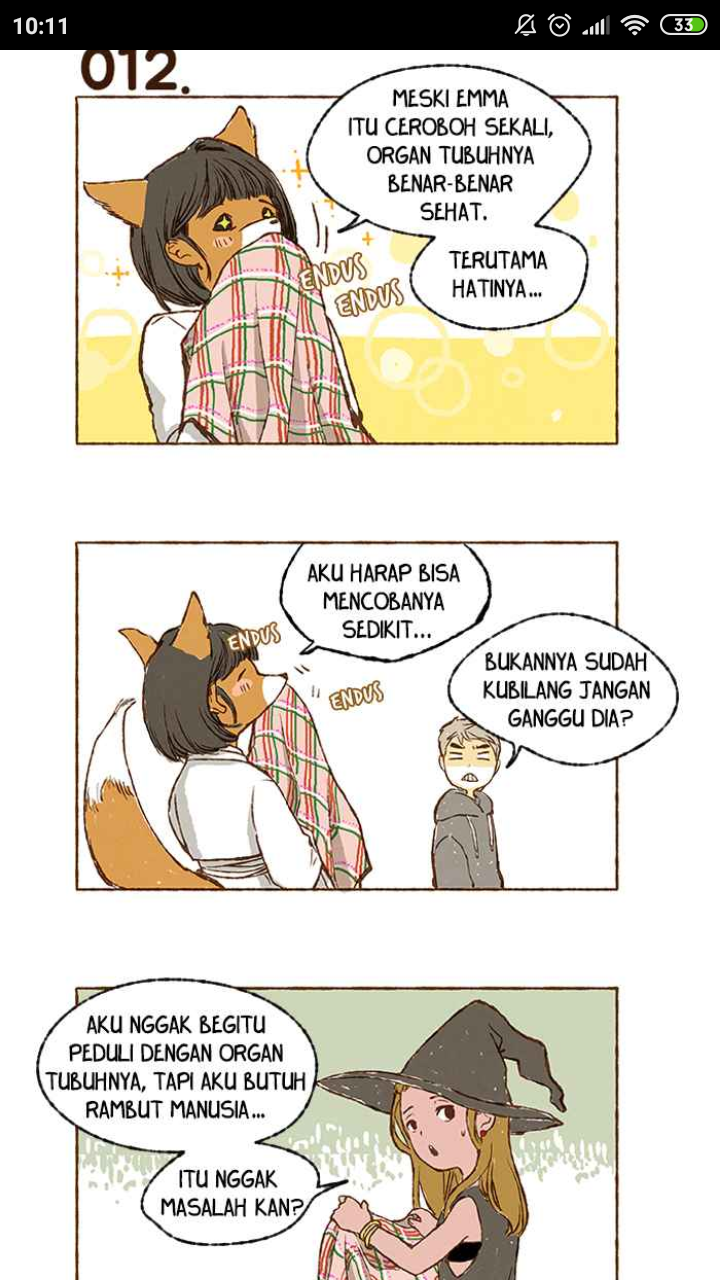 10:11
33
012.
MESKI EMMA
ITU CEROBOH SEKALI,
ORGAN TUBUHNYA
BENAR-BENAR
SEHAT.
TERUTAMA
HATINYA...
ENDUS
ENDUS
AKU HARAP BISA
MENCOBANYA
SEDIKIT...
ENDUS
ENDUS
BUKANNYA SUDAH
KUBILANG JANGAN
GANGGU DIA?
AKU NGGAK BEGITU
PEDULI DENGAN ORGAN
TUBUHNYA, TAPI AKU BUTUH
RAMBUT MANUSIA...
ITU NGGAK
MASALAH KAN?